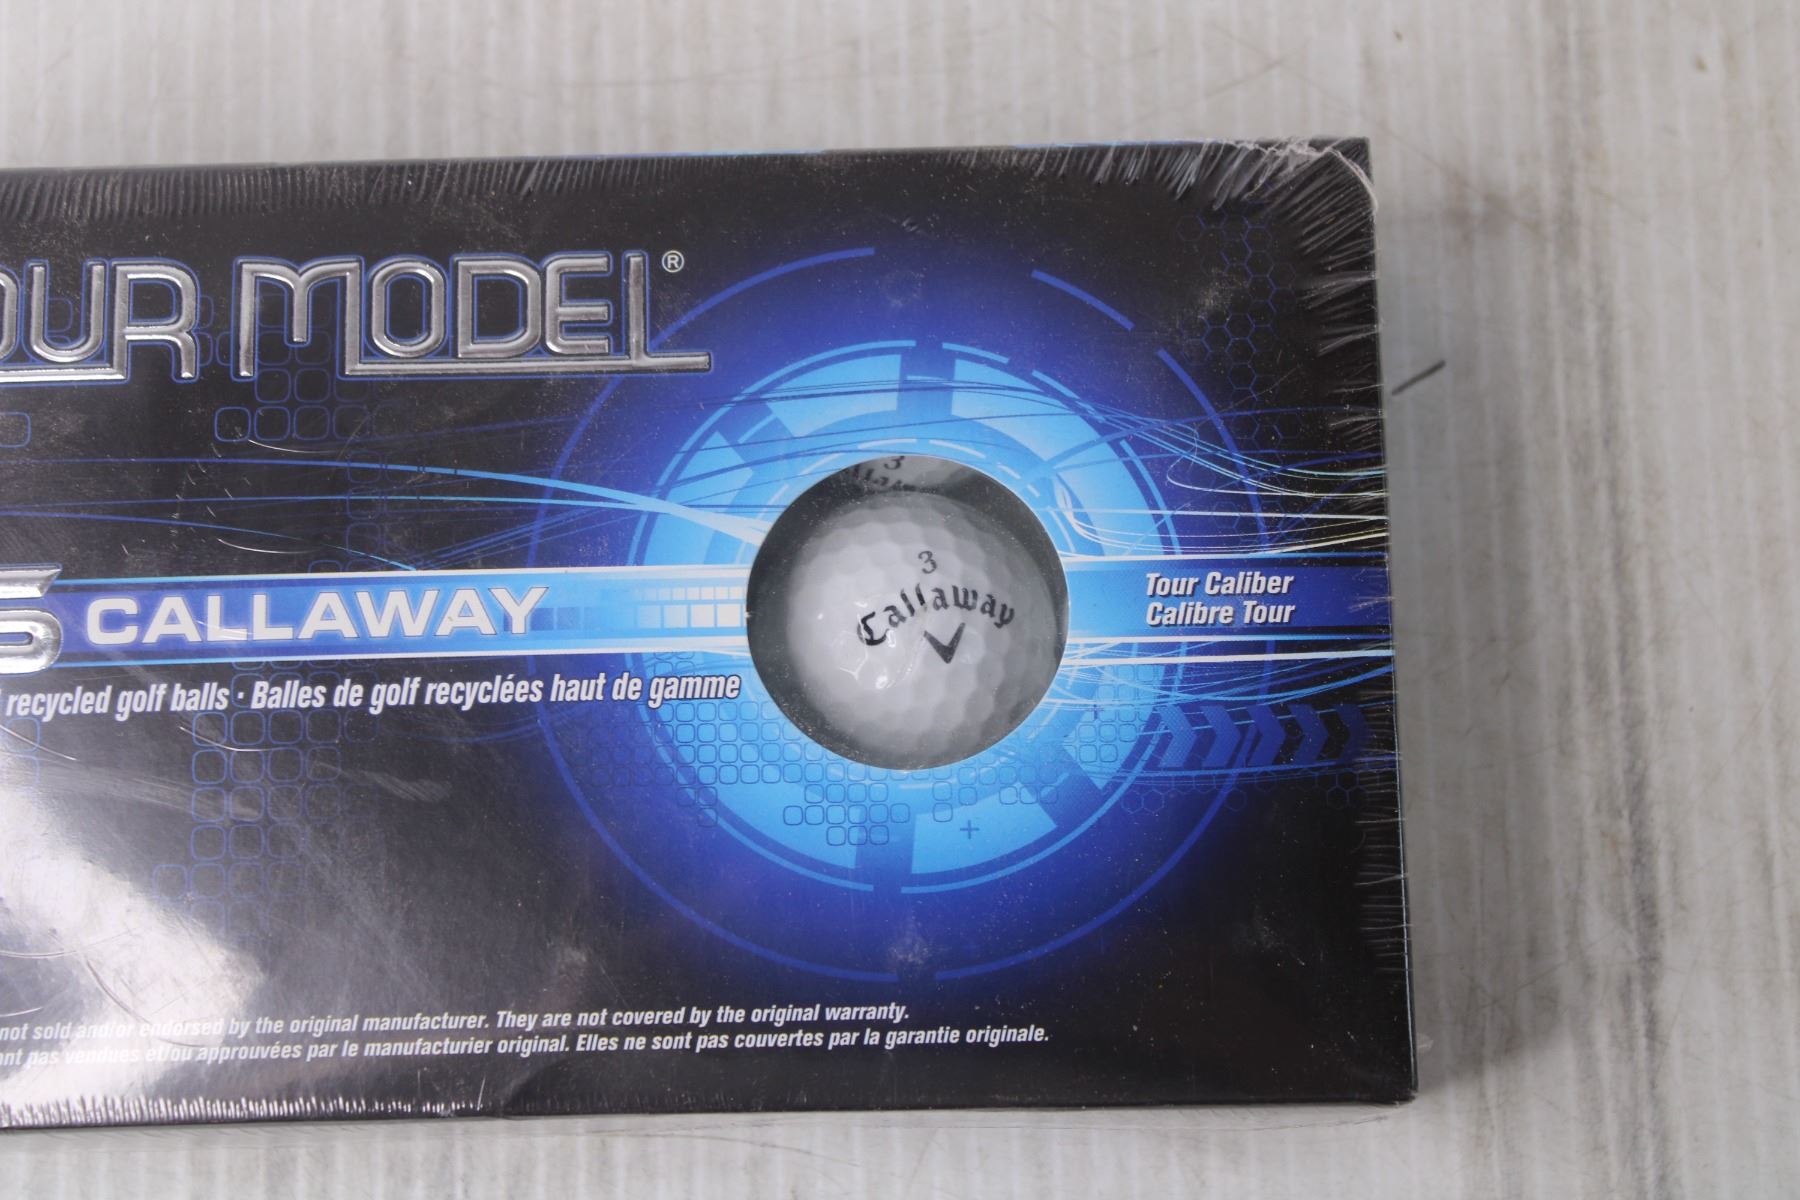 OUR MODEL®
3
3
Callaway
5 CALLAWAY
Tour Caliber
Calibre Tour
recycled golf balls · Balles de golf recyclées haut de gamme
not sold and/or endorsed by the original manufacturer. They are not covered by the original warranty.
pas vendues et/ou approuvées par le manufacturier original. Elles ne sont pas couvertes par la garantie originale.